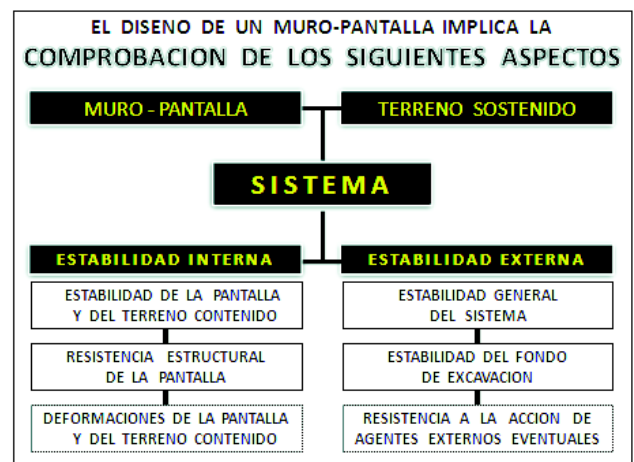 EL DISENO DE UN MURO-PANTALLA IMPLICA LA
COMPROBACION DE LOS SIGUIENTES ASPECTOS
MURO - PANTALLA
TERRENO SOSTENIDO
SISTEMA
ESTABILIDAD INTERNA
ESTABILIDAD DE LA PANTALLA
Y DEL TERRENO CONTENIDO
RESISTENCIA ESTRUCTURAL
DE LA PANTALLA
DEFORMACIONES DE LA PANTALLA
Y DEL TERRENO CONTENIDO
ESTABILIDAD EXTERNA
ESTABILIDAD GENERAL
DEL SISTEMA
ESTABILIDAD DEL FONDO
DE EXCAVACION
RESISTENCIA A LA ACCION DE
AGENTES EXTERNOS EVENTUALES